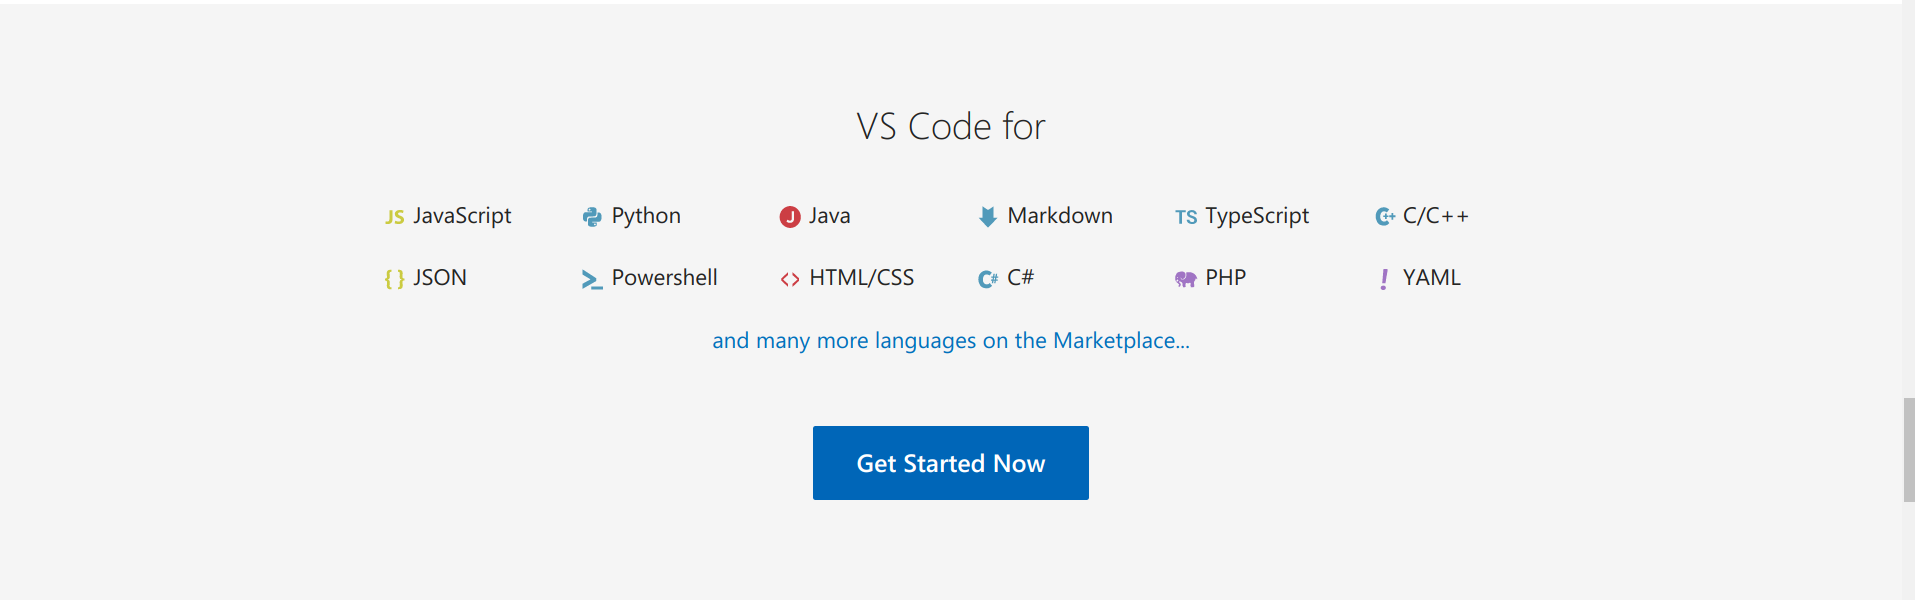 VS Code for
JS JavaScript Python J Java Markdown TS TypeScript C++ C/C++
{ } JSON >_ Powershell <> HTML/CSS C# C# PHP ! YAML
and many more languages on the Marketplace...
Get Started Now